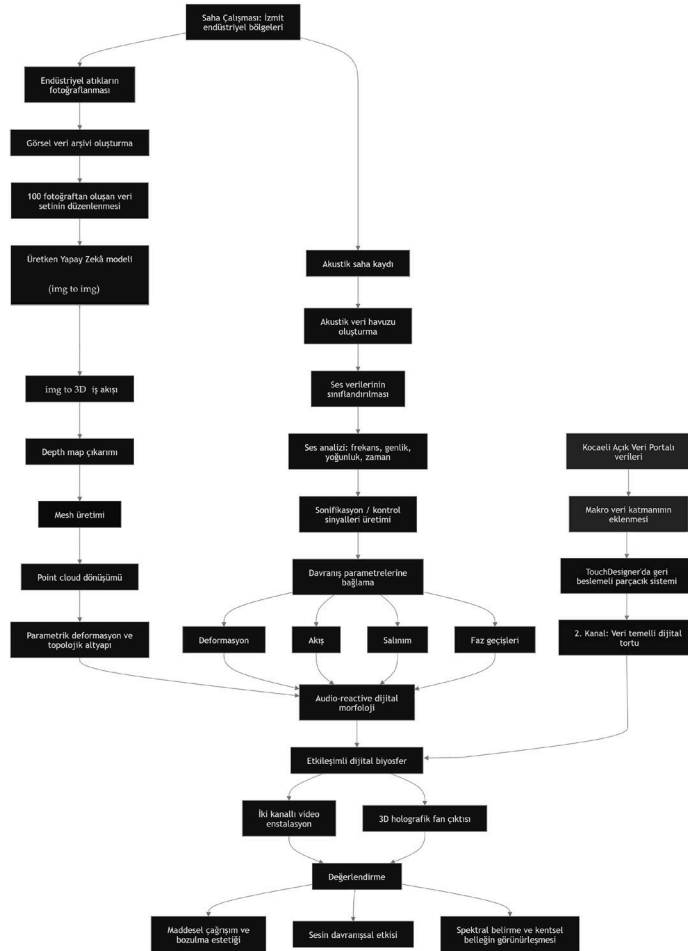 Saha Çalışması: İzmit
endüstriyel bölgeleri
Endüstriyel atıkların
fotoğraflanması
Görsel veri arşivi oluşturma
100 fotoğraftan oluşan veri
setinin düzenlenmesi
Üretken Yapay Zekâ modeli
(img to img)
img to 3D iş akışı
Depth map çıkarımı
Mesh üretimi
Point cloud dönüşümü
Parametrik deformasyon ve
topolojik altyapı
Akustik saha kaydı
Akustik veri havuzu
oluşturma
Ses verilerinin
sınıflandırılması
Ses analizi: frekans, genlik,
yoğunluk, zaman
Sonifikasyon / kontrol
sinyalleri üretimi
Davranış parametrelerine
bağlama
Deformasyon
Akış
Salınım
Faz geçişleri
Kocaeli Açık Veri Portalı
verileri
Makro veri katmanının
eklenmesi
TouchDesigner'da geri
beslemeli parçacık sistemi
2. Kanal: Veri temelli dijital
tortu
Audio-reactive dijital
morfoloji
Etkileşimli dijital biyosfer
İki kanallı video
enstalasyon
3D holografik fan çıktısı
Değerlendirme
Maddesel çağrışım ve
bozulma estetiği
Sesin davranışsal etkisi
Spektral belirme ve kentsel
belleğin görünürleşmesi